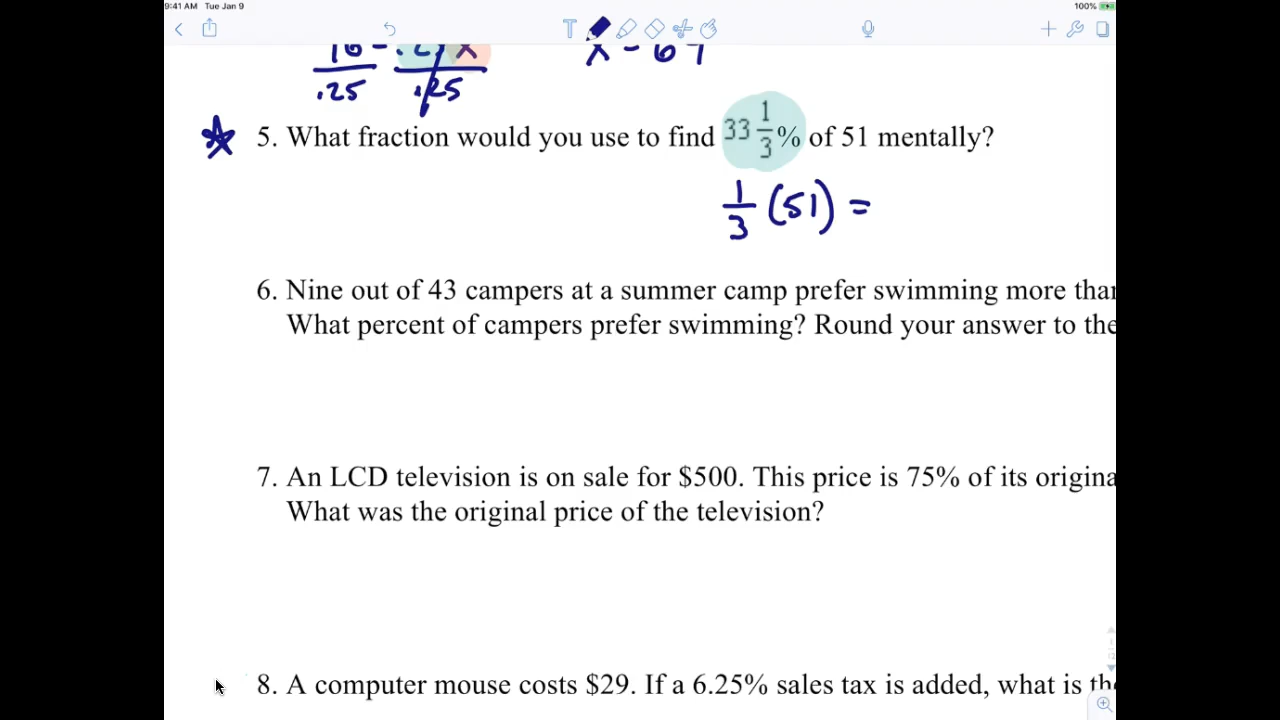 9:41 AM Tue Jan 9
100%
.25 .25
5. What fraction would you use to find 33 1/3 % of 51 mentally?
1/3 (51) =
6. Nine out of 43 campers at a summer camp prefer swimming more than
What percent of campers prefer swimming? Round your answer to the
7. An LCD television is on sale for $500. This price is 75% of its origina
What was the original price of the television?
8. A computer mouse costs $29. If a 6.25% sales tax is added, what is the